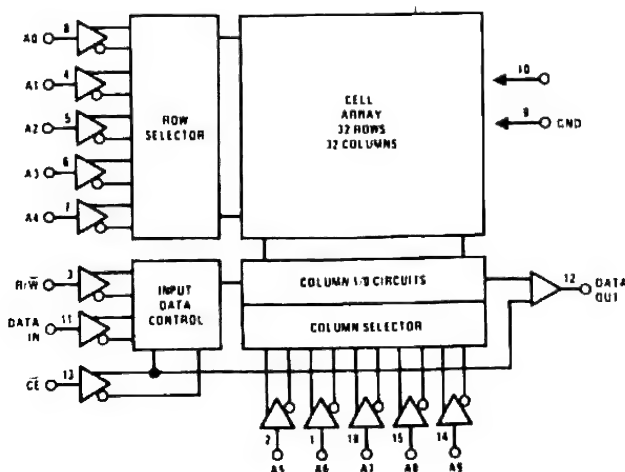 A0 8
A1 4
A2 5
A3 6
A4 7
ROW
SELECTOR
CELL
ARRAY
32 ROWS
32 COLUMNS
10
9 GND
R/W̅ 3
DATA
IN 11
C̅E̅ 13
INPUT
DATA
CONTROL
COLUMN I/O CIRCUITS
COLUMN SELECTOR
12 DATA
OUT
2 1 16 15 14
A5 A6 A7 A8 A9